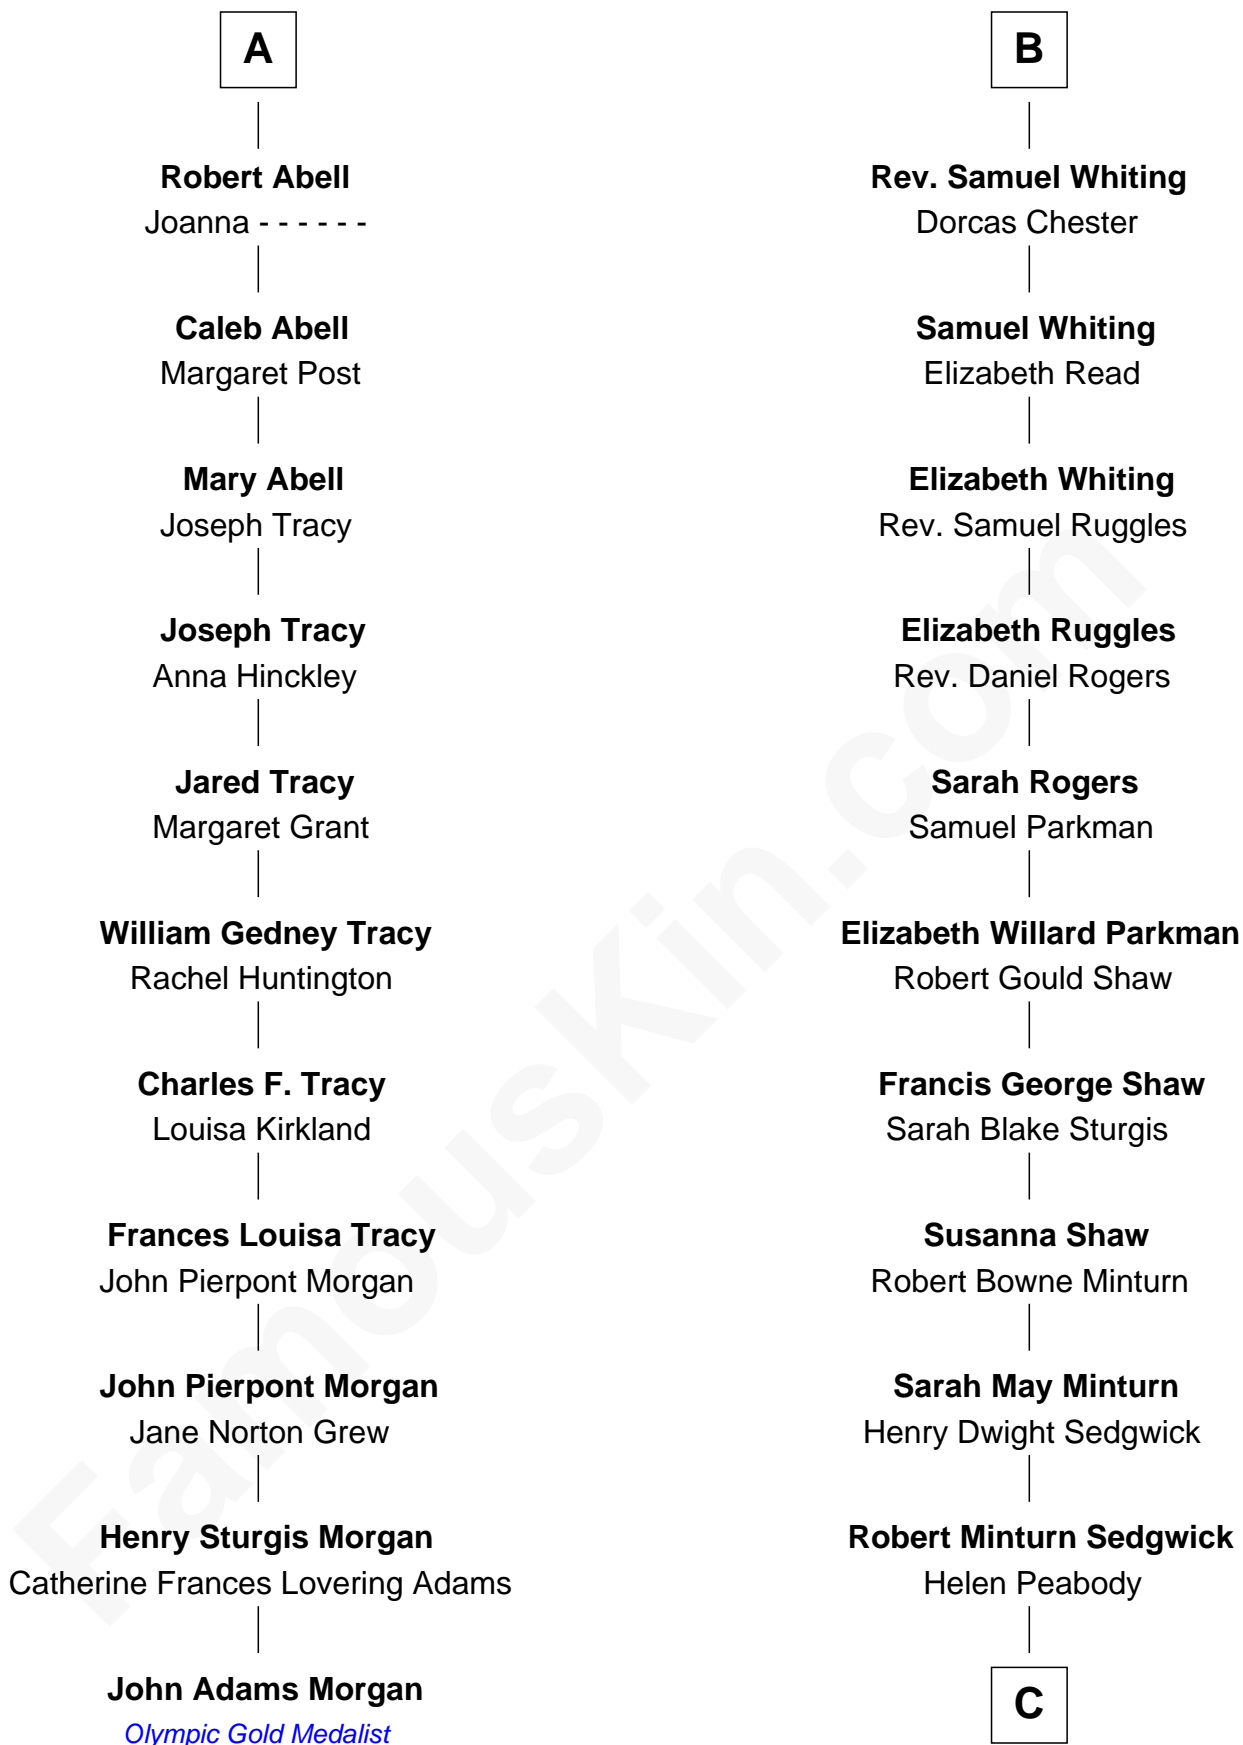 A
Robert Abell
Joanna - - - - - -
Caleb Abell
Margaret Post
Mary Abell
Joseph Tracy
Joseph Tracy
Anna Hinckley
Jared Tracy
Margaret Grant
William Gedney Tracy
Rachel Huntington
Charles F. Tracy
Louisa Kirkland
Frances Louisa Tracy
John Pierpont Morgan
John Pierpont Morgan
Jane Norton Grew
Henry Sturgis Morgan
Catherine Frances Lovering Adams
John Adams Morgan
Olympic Gold Medalist
B
Rev. Samuel Whiting
Dorcas Chester
Samuel Whiting
Elizabeth Read
Elizabeth Whiting
Rev. Samuel Ruggles
Elizabeth Ruggles
Rev. Daniel Rogers
Sarah Rogers
Samuel Parkman
Elizabeth Willard Parkman
Robert Gould Shaw
Francis George Shaw
Sarah Blake Sturgis
Susanna Shaw
Robert Bowne Minturn
Sarah May Minturn
Henry Dwight Sedgwick
Robert Minturn Sedgwick
Helen Peabody
C
FamousKin.com